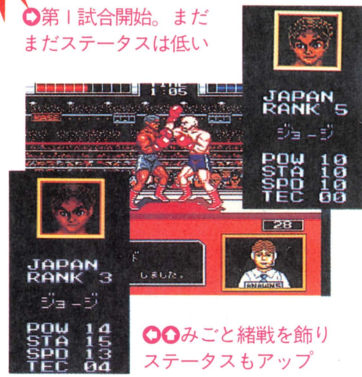 ➲第1試合開始。まだ
まだステータスは低い
JAPAN
RANK 5
ジョージ
POW 10
STA 10
SPD 10
TEC 00
TIME
1:05
28
しました。
JAPAN
RANK 3
ジョージ
POW 14
STA 15
SPD 13
TEC 04
➲➲みごと緒戦を飾り
ステータスもアップ